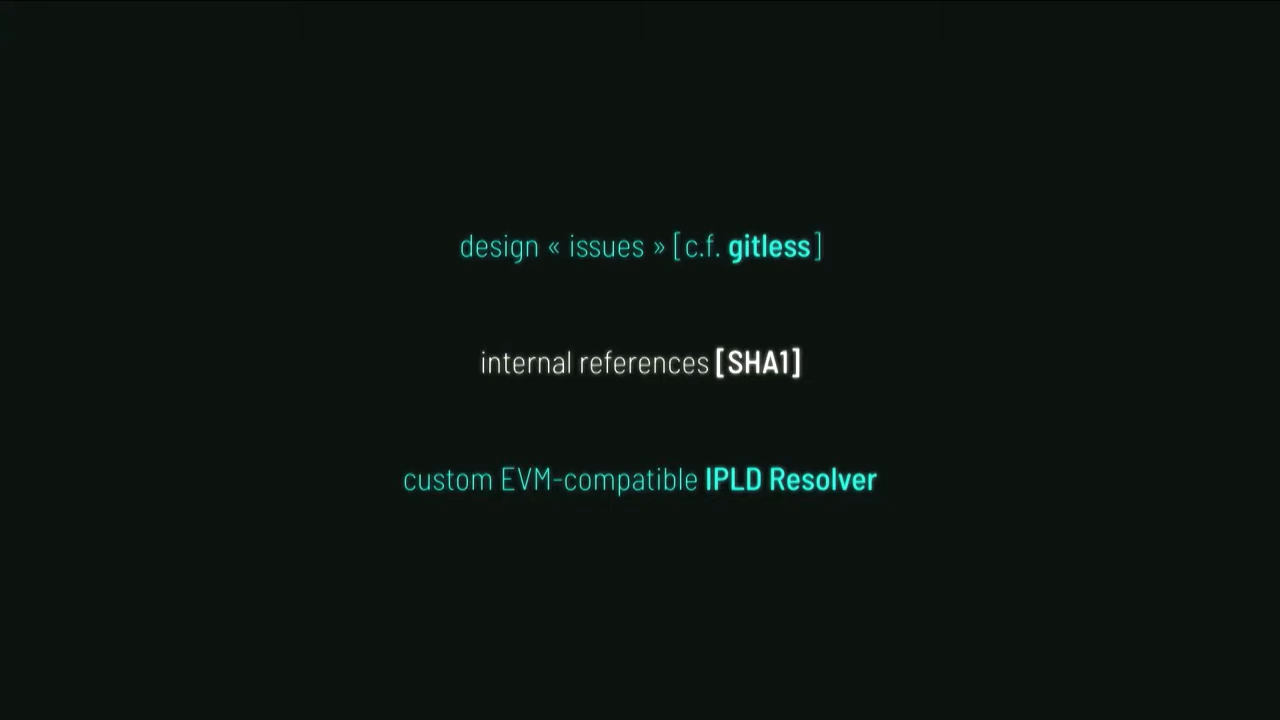 design « issues » [c.f. gitless]
internal references [SHA1]
custom EVM-compatible IPLD Resolver